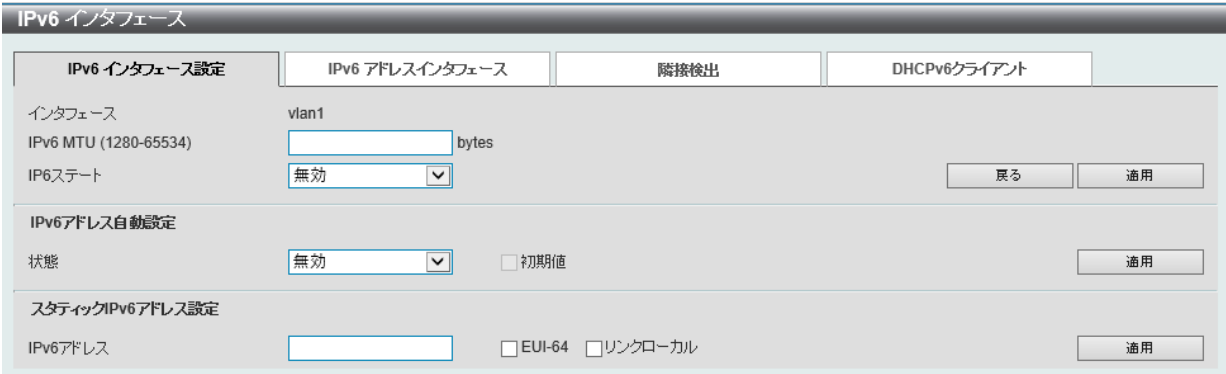 IPv6 インタフェース
IPv6 インタフェース設定 IPv6 アドレスインタフェース 隣接検出 DHCPv6クライアント
インタフェース vlan1
IPv6 MTU (1280-65534) bytes
IP6ステート 無効 戻る 適用
IPv6アドレス自動設定
状態 無効 初期値 適用
スタティックIPv6アドレス設定
IPv6アドレス EUI-64 リンクローカル 適用